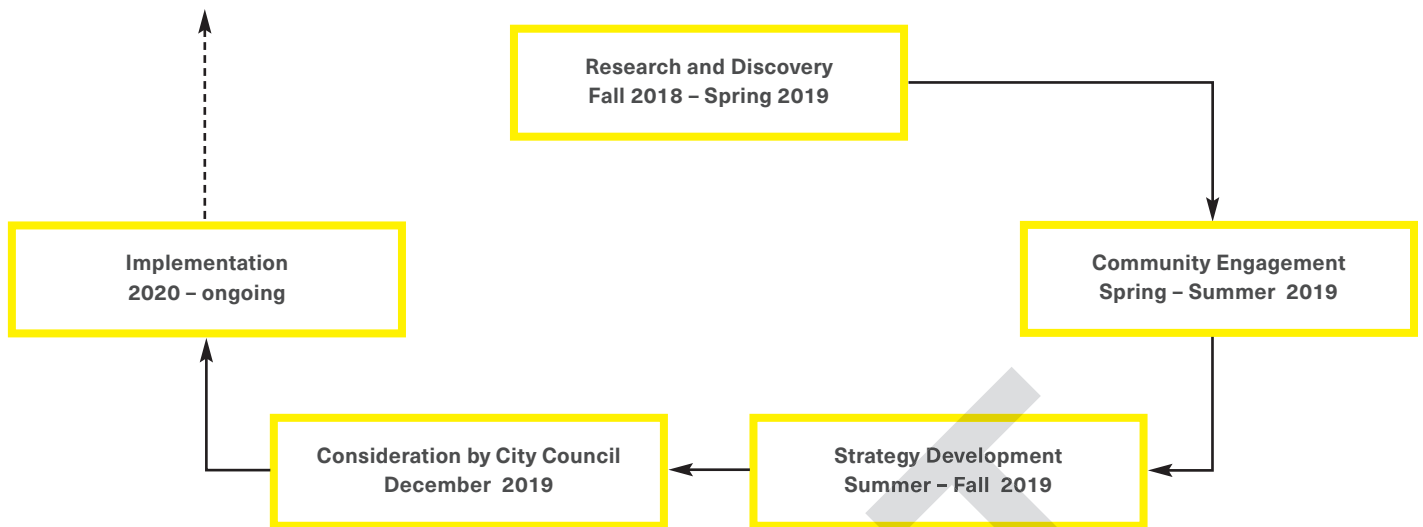 Research and Discovery
Fall 2018 – Spring 2019
Community Engagement
Spring – Summer 2019
Strategy Development
Summer – Fall 2019
Consideration by City Council
December 2019
Implementation
2020 – ongoing